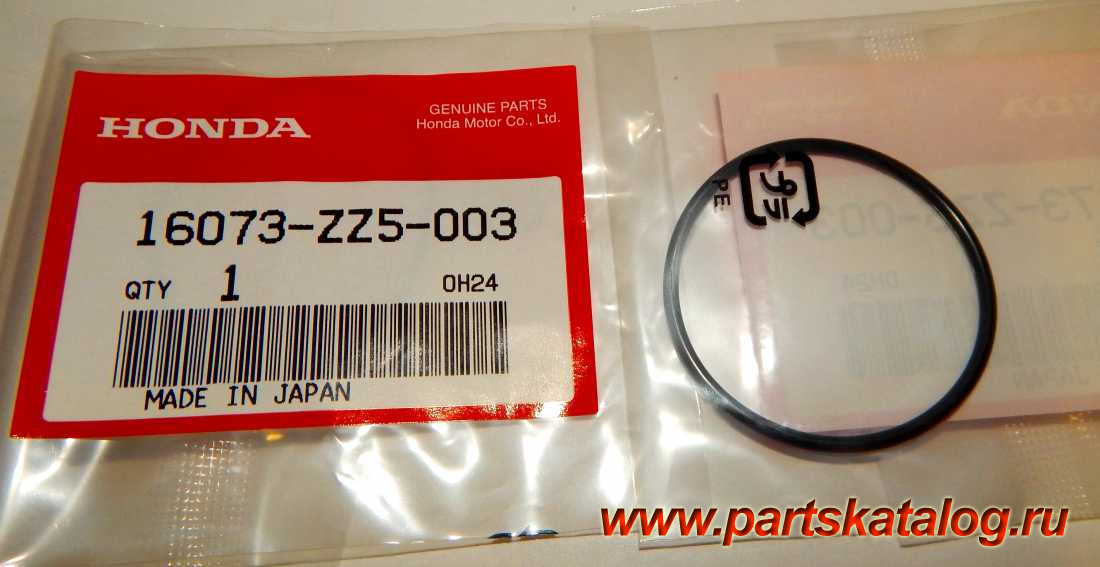 HONDA
GENUINE PARTS
Honda Motor Co., Ltd.
16073-ZZ5-003
QTY 1 0H24
MADE IN JAPAN
プラ
PE
www.partskatalog.ru